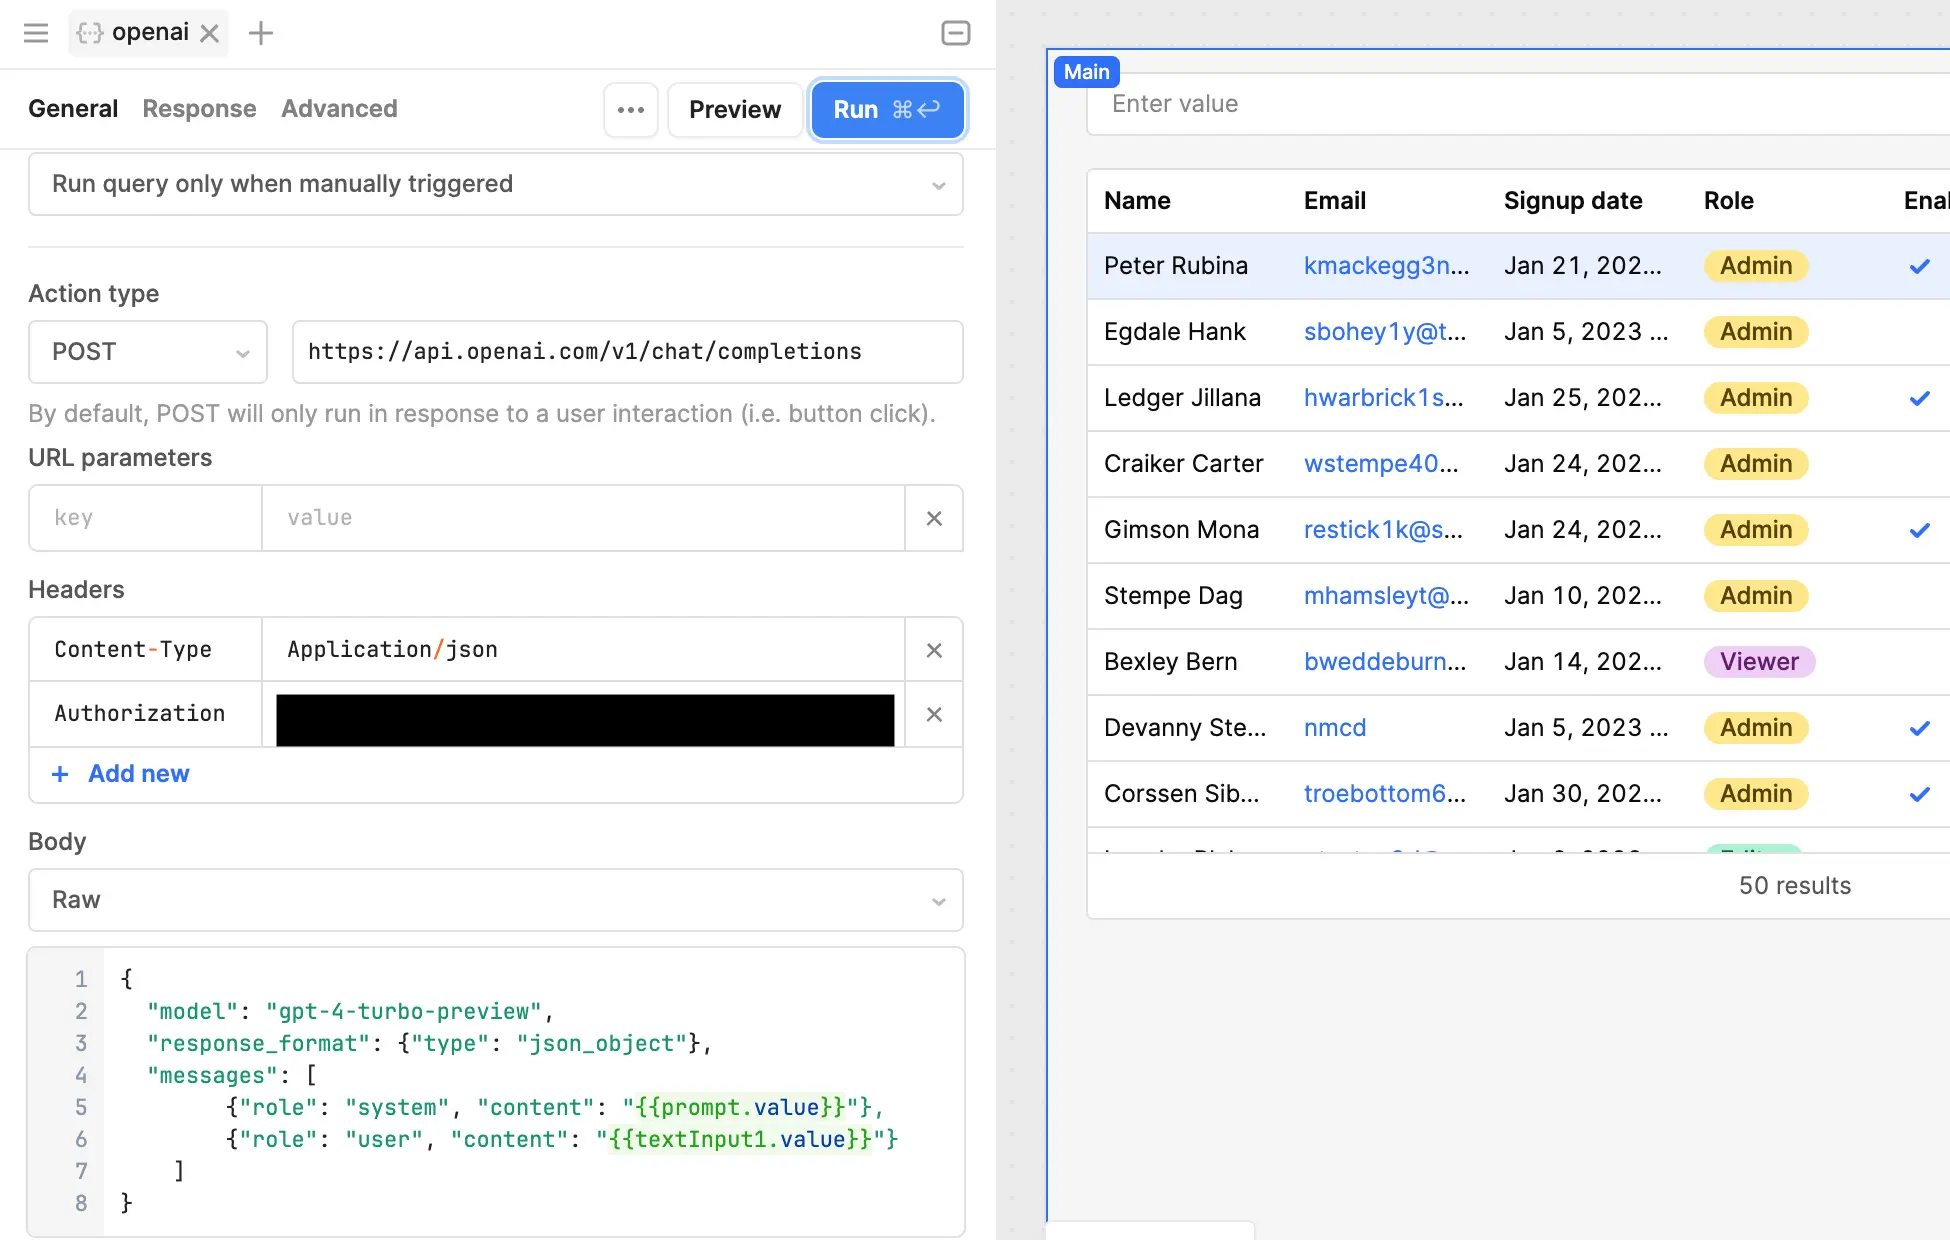 openai
General Response Advanced ... Preview Run ⌘↩
Run query only when manually triggered
Action type
POST https://api.openai.com/v1/chat/completions
By default, POST will only run in response to a user interaction (i.e. button click).
URL parameters
key value
Headers
Content-Type Application/json
Authorization
+ Add new
Body
Raw
1 {
2 "model": "gpt-4-turbo-preview",
3 "response_format": {"type": "json_object"},
4 "messages": [
5 {"role": "system", "content": "{{prompt.value}}"},
6 {"role": "user", "content": "{{textInput1.value}}"}
7 ]
8 }
Main
Enter value
Name Email Signup date Role
Peter Rubina kmackegg3n... Jan 21, 202... Admin
Egdale Hank sbohey1y@t... Jan 5, 2023 ... Admin
Ledger Jillana hwarbrick1s... Jan 25, 202... Admin
Craiker Carter wstempe40... Jan 24, 202... Admin
Gimson Mona restick1k@s... Jan 24, 202... Admin
Stempe Dag mhamsleyt@... Jan 10, 202... Admin
Bexley Bern bweddeburn... Jan 14, 202... Viewer
Devanny Ste... nmcd Jan 5, 2023 ... Admin
Corssen Sib... troebottom6... Jan 30, 202... Admin
50 results